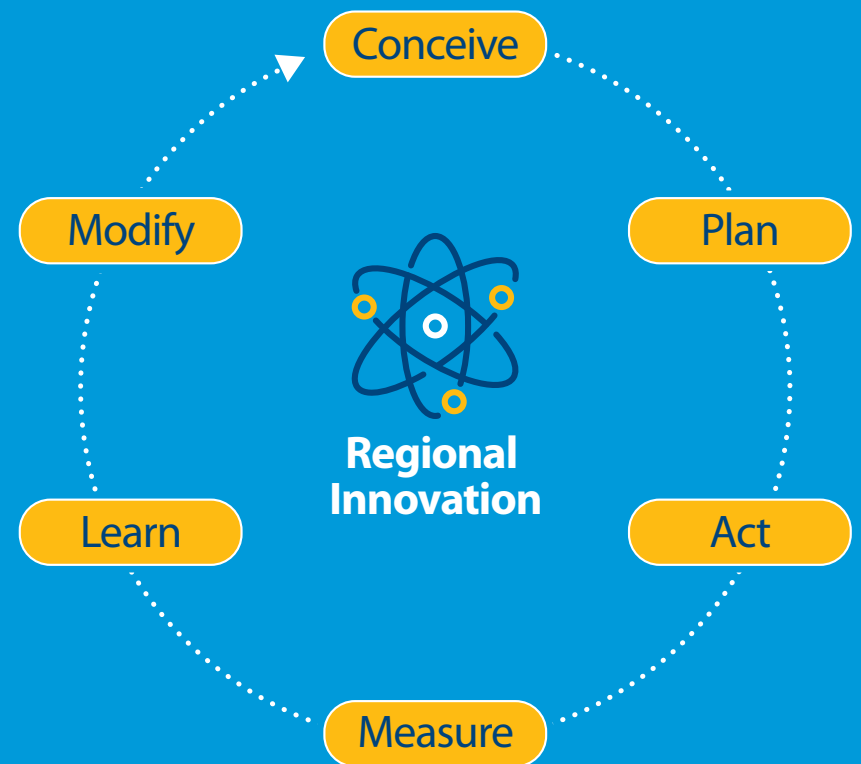 Conceive
Plan
Act
Measure
Learn
Modify
Regional
Innovation